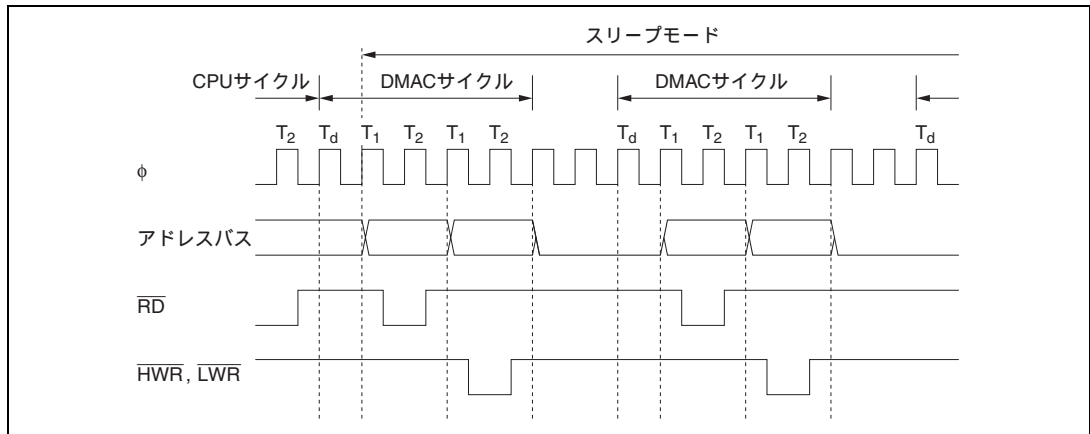 スリープモード
CPUサイクル DMACサイクル DMACサイクル
T2 Td T1 T2 T1 T2 Td T1 T2 T1 T2 Td
φ
アドレスバス
RD
HWR, LWR